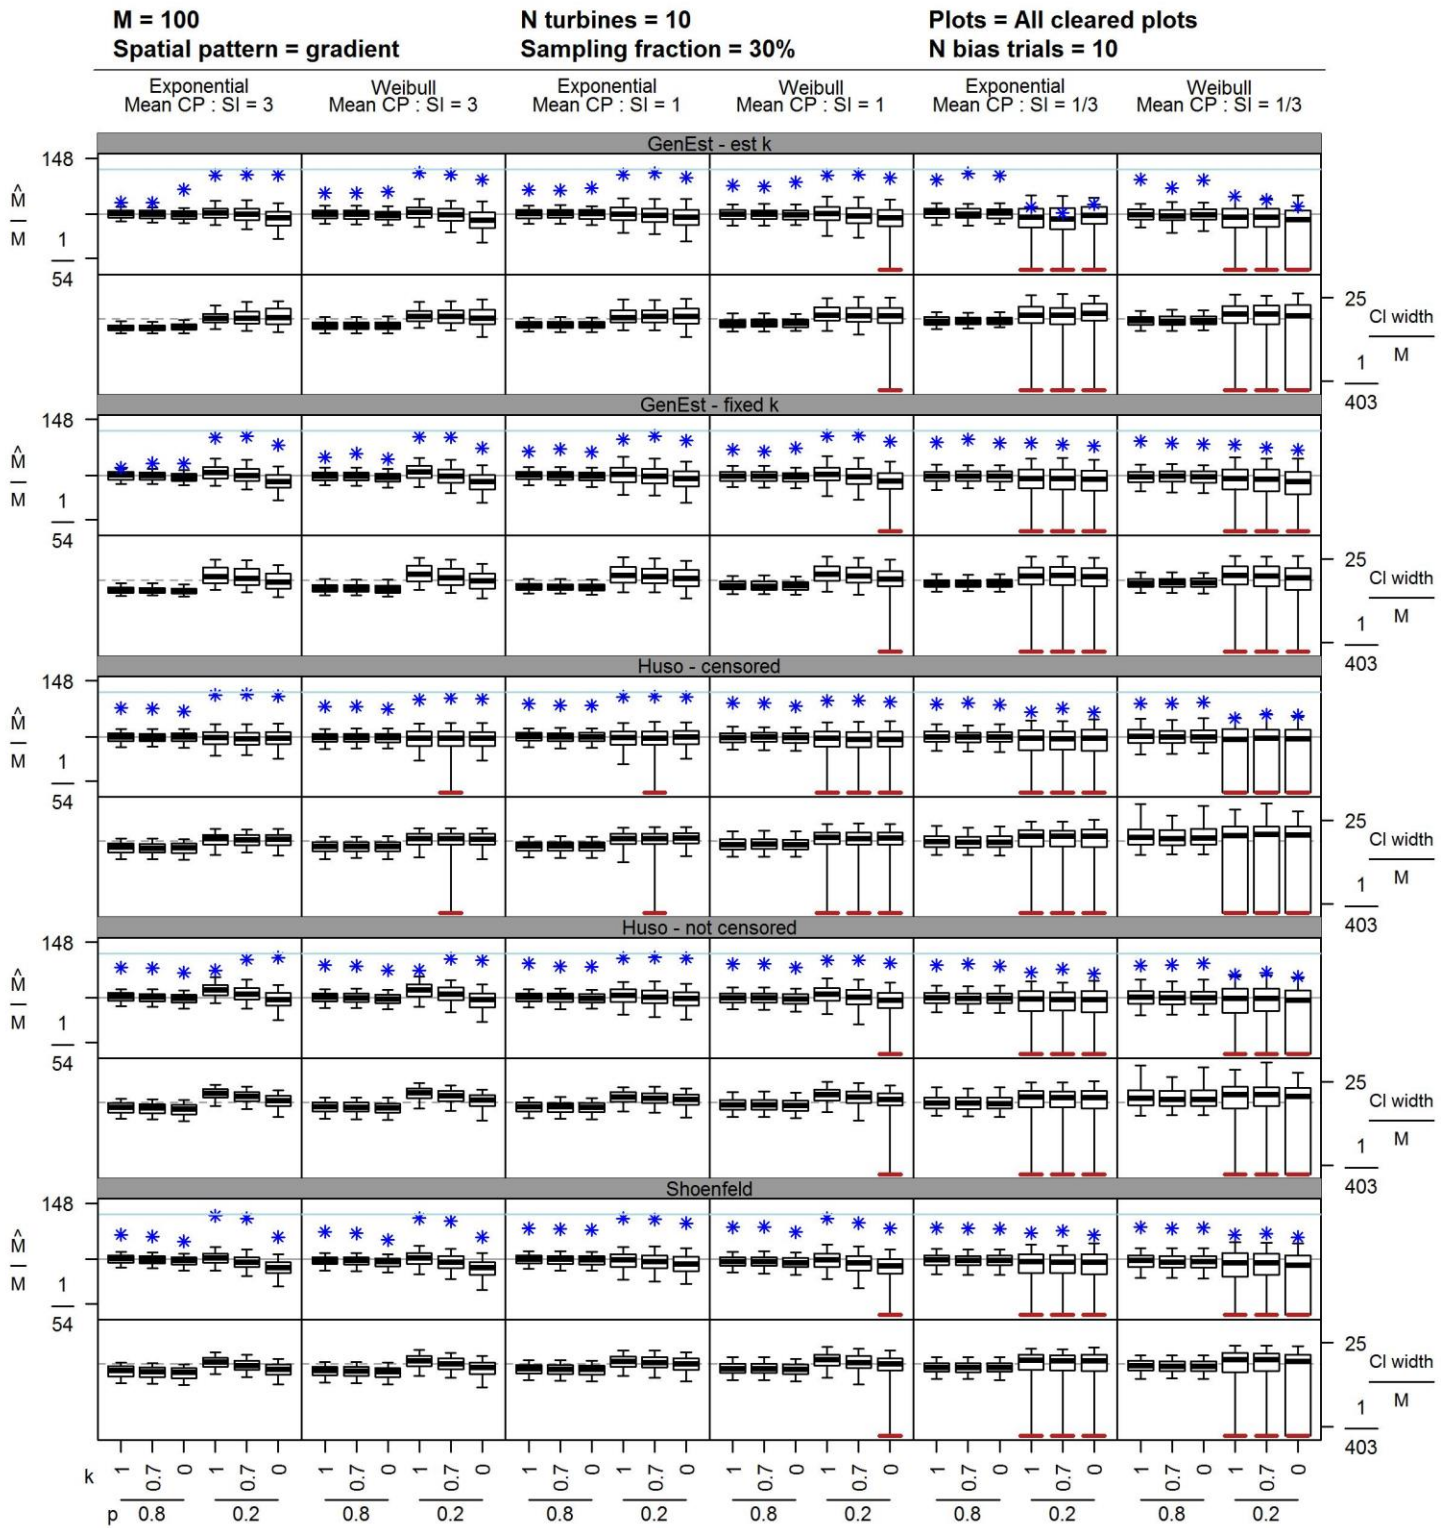 M = 100 N turbines = 10 Plots = All cleared plots
Spatial pattern = gradient Sampling fraction = 30% N bias trials = 10
Exponential Weibull Exponential Weibull Exponential Weibull
Mean CP : SI = 3 Mean CP : SI = 3 Mean CP : SI = 1 Mean CP : SI = 1 Mean CP : SI = 1/3 Mean CP : SI = 1/3
GenEst - est k
148
M̂
M
1
54
25
CI width
M
1
403
GenEst - fixed k
148
M̂
M
1
54
25
CI width
M
1
403
Huso - censored
148
M̂
M
1
54
25
CI width
M
1
403
Huso - not censored
148
M̂
M
1
54
25
CI width
M
1
403
Shoenfeld
148
M̂
M
1
54
25
CI width
M
1
403
k 1 0.7 0 1 0.7 0 1 0.7 0 1 0.7 0 1 0.7 0 1 0.7 0 1 0.7 0 1 0.7 0 1 0.7 0 1 0.7 0 1 0.7 0 1 0.7 0
p 0.8 0.2 0.8 0.2 0.8 0.2 0.8 0.2 0.8 0.2 0.8 0.2